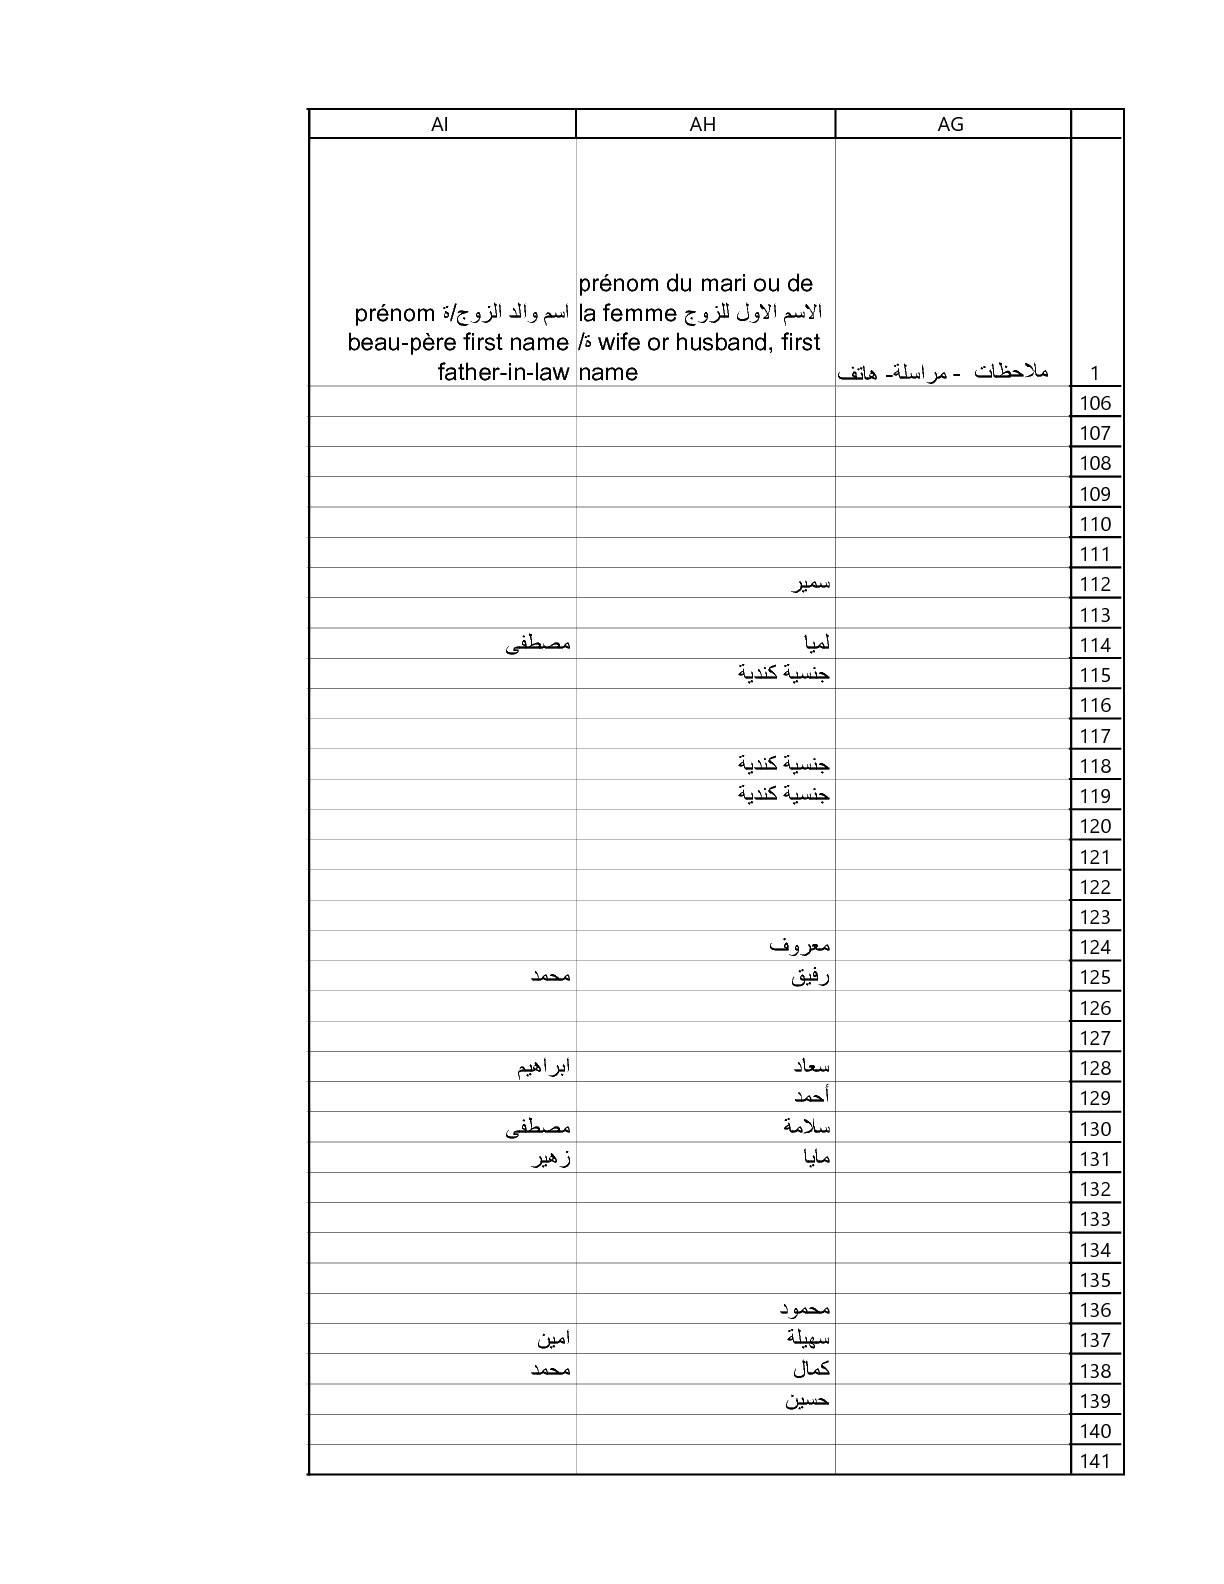 AG AH AI
1
ملاحظات - مراسلة- هاتف
prénom du mari ou de
la femme الاسم الاول للزوج
/ة wife or husband, first
name
prénom اسم والد الزوج/ة
beau-père first name
father-in-law
106
107
108
109
110
111
112 سمير
113
114 لميا مصطفى
115 جنسية كندية
116
117
118 جنسية كندية
119 جنسية كندية
120
121
122
123
124 معروف
125 رفيق محمد
126
127
128 سعاد ابراهيم
129 أحمد
130 سلامة مصطفى
131 مايا زهير
132
133
134
135
136 محمود
137 سهيلة امين
138 كمال محمد
139 حسين
140
141